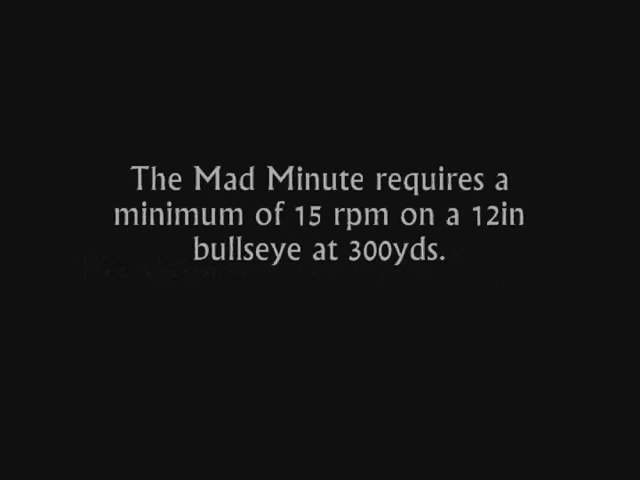 The Mad Minute requires a
minimum of 15 rpm on a 12in
bullseye at 300yds.